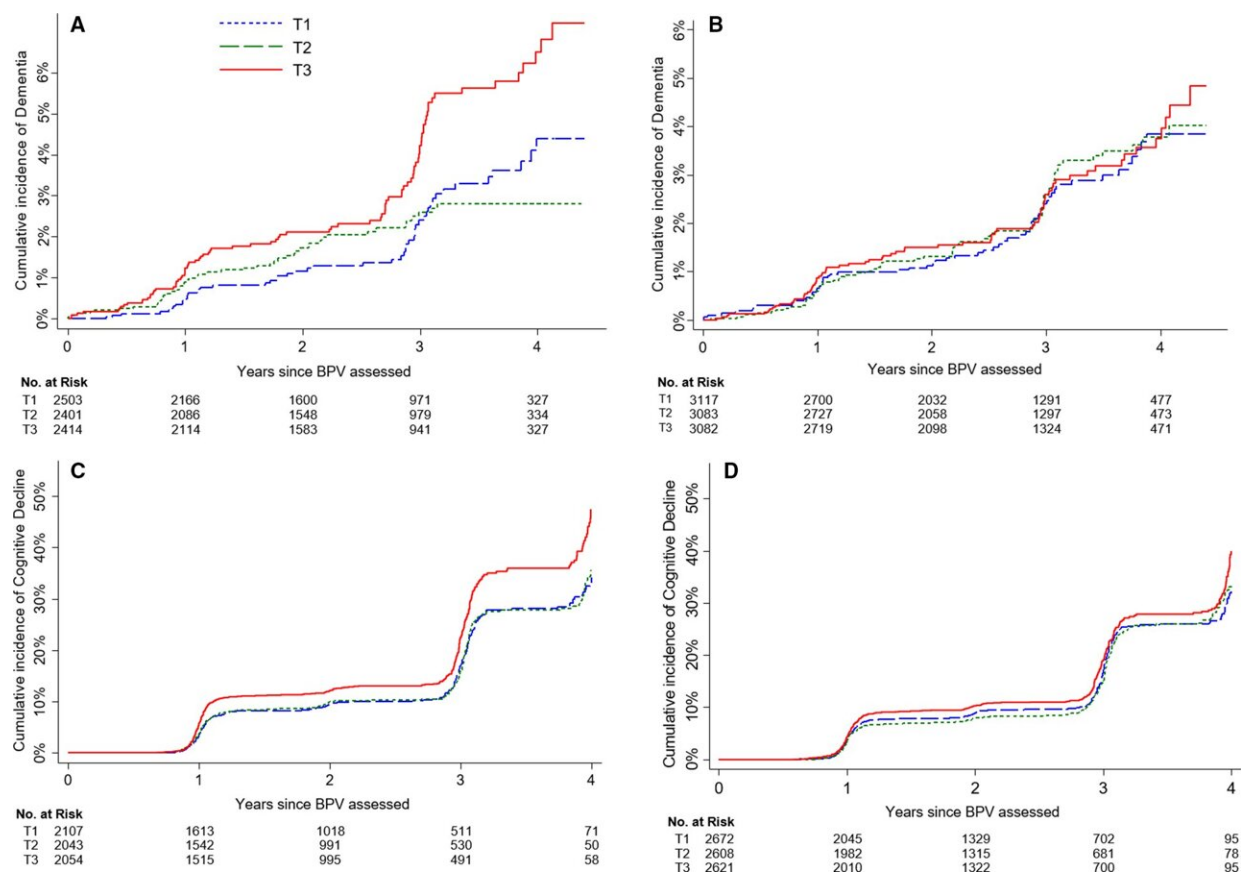 A
T1
T2
T3
Cumulative incidence of Dementia
0% 1% 2% 3% 4% 5% 6%
0 1 2 3 4
Years since BPV assessed
No. at Risk
T1 2503 2166 1600 971 327
T2 2401 2086 1548 979 334
T3 2414 2114 1583 941 327
B
Cumulative incidence of Dementia
0% 1% 2% 3% 4% 5% 6%
0 1 2 3 4
Years since BPV assessed
No. at Risk
T1 3117 2700 2032 1291 477
T2 3083 2727 2058 1297 473
T3 3082 2719 2098 1324 471
C
Cumulative incidence of Cognitive Decline
0% 10% 20% 30% 40% 50%
0 1 2 3 4
Years since BPV assessed
No. at Risk
T1 2107 1613 1018 511 71
T2 2043 1542 991 530 50
T3 2054 1515 995 491 58
D
Cumulative incidence of Cognitive Decline
0% 10% 20% 30% 40% 50%
0 1 2 3 4
Years since BPV assessed
No. at Risk
T1 2672 2045 1329 702 95
T2 2608 1982 1315 681 78
T3 2621 2010 1322 700 95